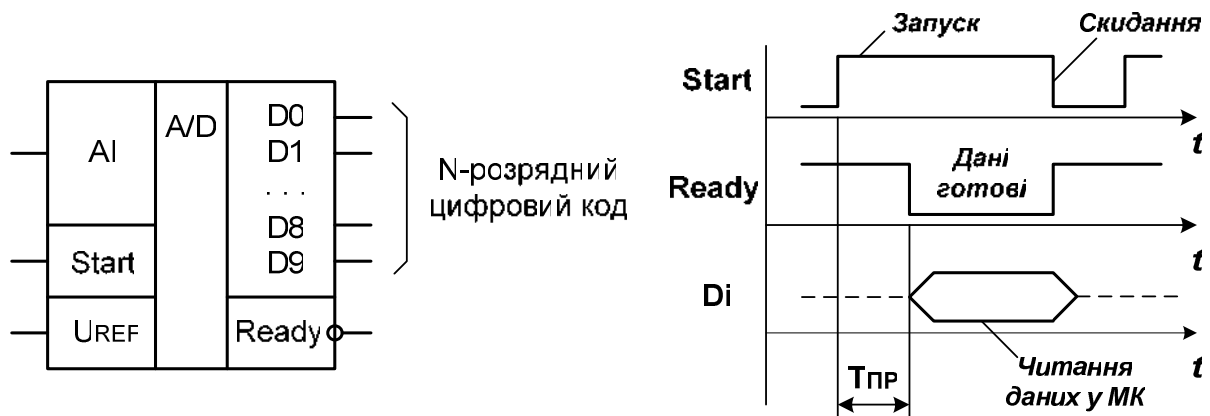 AI
A/D
D0
D1
. . .
D8
D9
Start
UREF
Ready
N-розрядний
цифровий код
Запуск
Скидання
Start
t
Ready
Дані
готові
t
Di
t
TПР
Читання
даних у МК